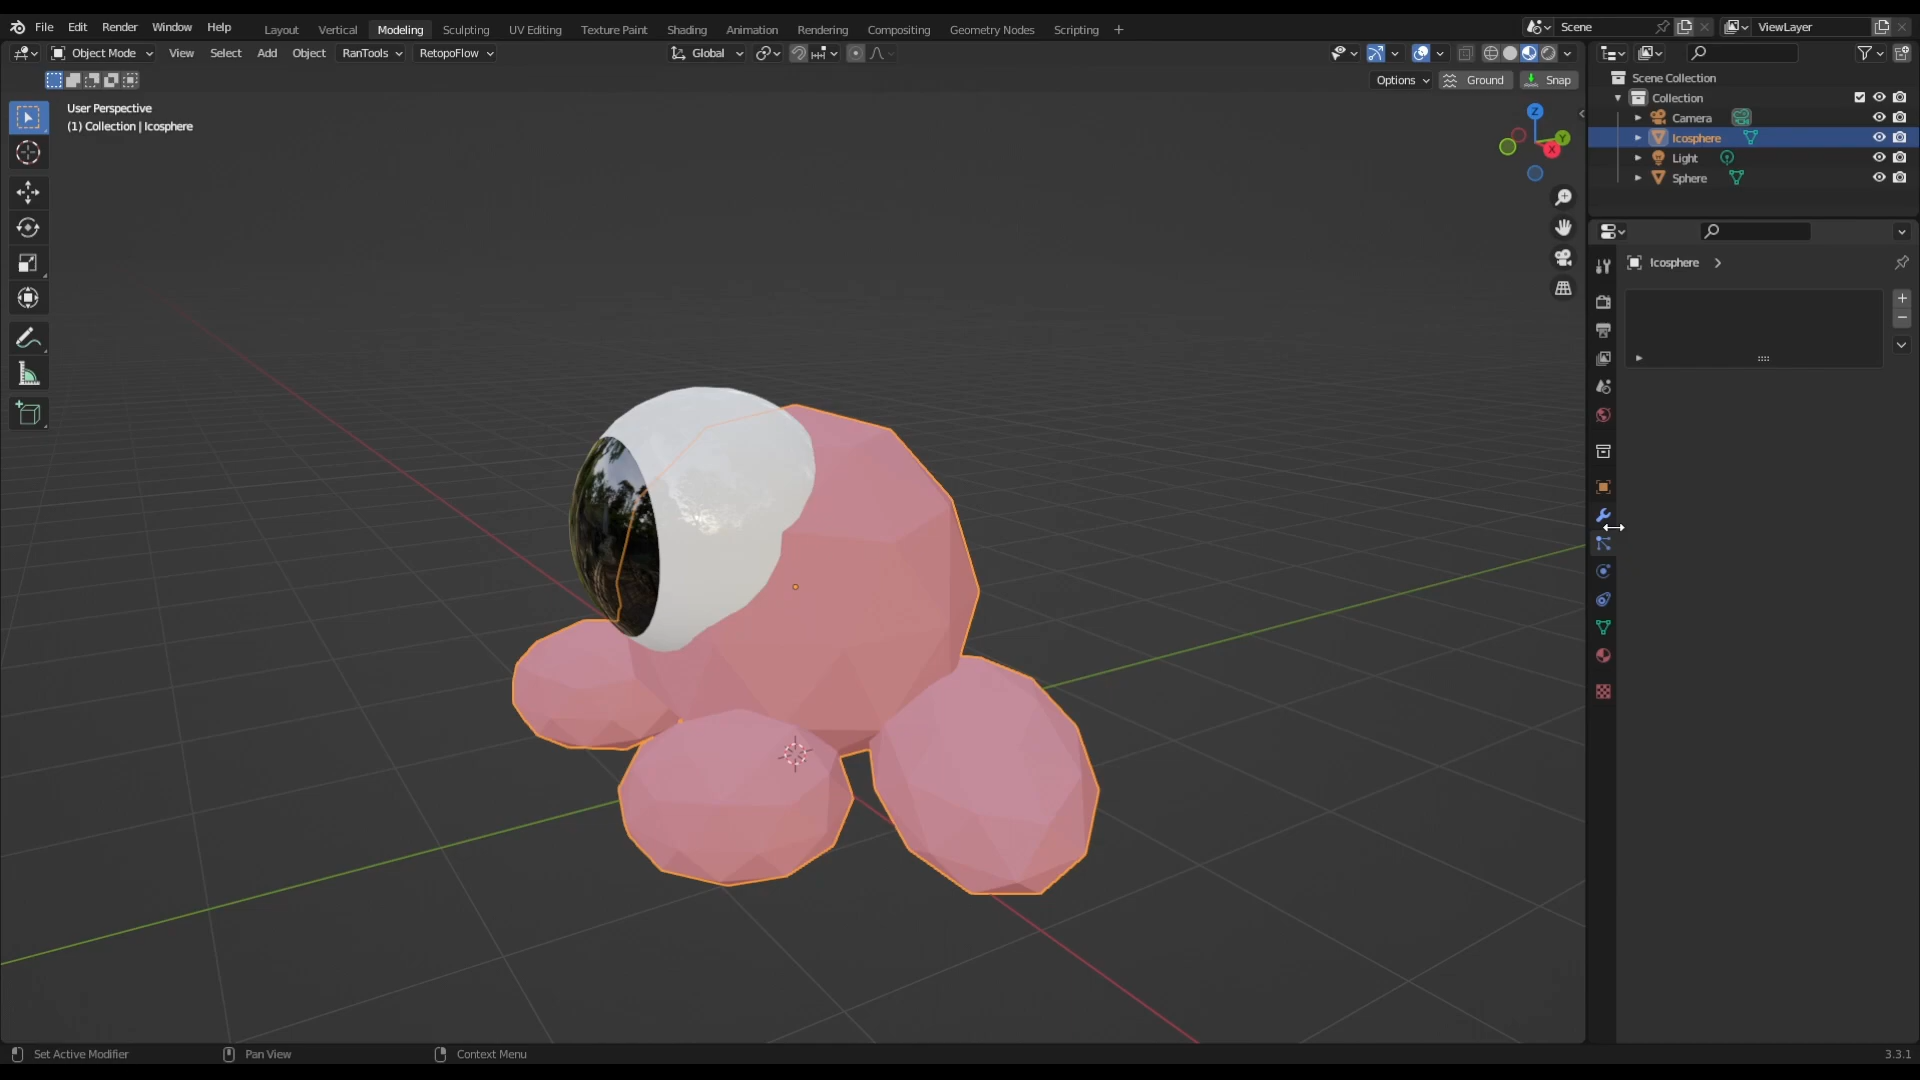 File Edit Render Window Help Layout Vertical Modeling Sculpting UV Editing Texture Paint Shading Animation Rendering Compositing Geometry Nodes Scripting + Scene ViewLayer
Object Mode View Select Add Object RanTools RetopoFlow Global
Options Ground Snap
User Perspective
(1) Collection | Icosphere
Z
Y
X
Scene Collection
Collection
Camera
Icosphere
Light
Sphere
Icosphere
Set Active Modifier Pan View Context Menu 3.3.1